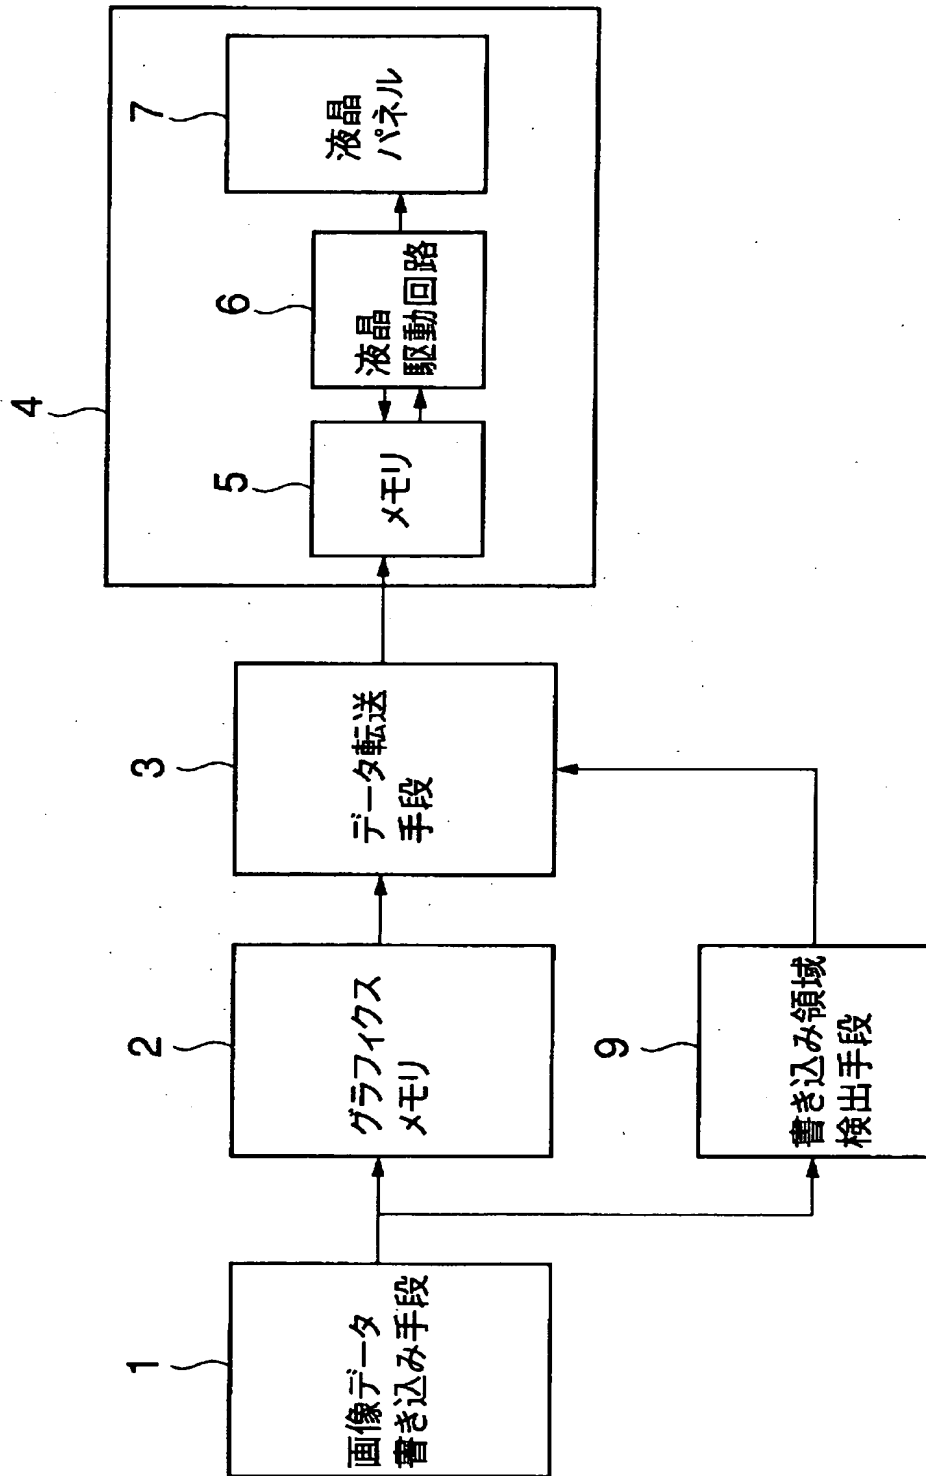 1
画像データ
書き込み手段
2
グラフィクス
メモリ
3
データ転送
手段
4
5
メモリ
6
液晶
駆動回路
7
液晶
パネル
9
書き込み領域
検出手段